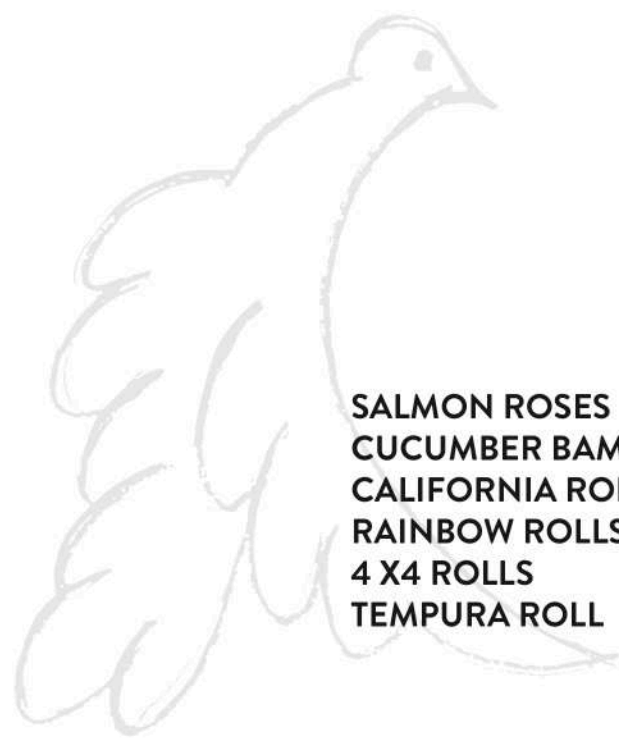 SALMON ROSES
CUCUMBER
CALIFORNIA
RAINBOW ROLLS
4 X4 ROLLS
TEMPURA ROLL